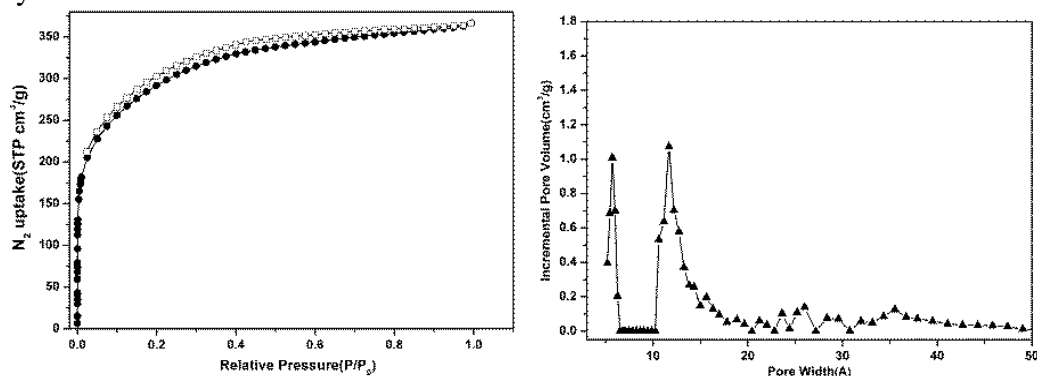 y
350
300
250
200
150
100
50
0
N₂ uptake(STP cm³/g)
0.0 0.2 0.4 0.6 0.8 1.0
Relative Pressure(P/P₀)
1.8
1.6
1.4
1.2
1.0
0.8
0.6
0.4
0.2
0.0
Incremental Pore Volume(cm³/g)
10 20 30 40 50
Pore Width(A)